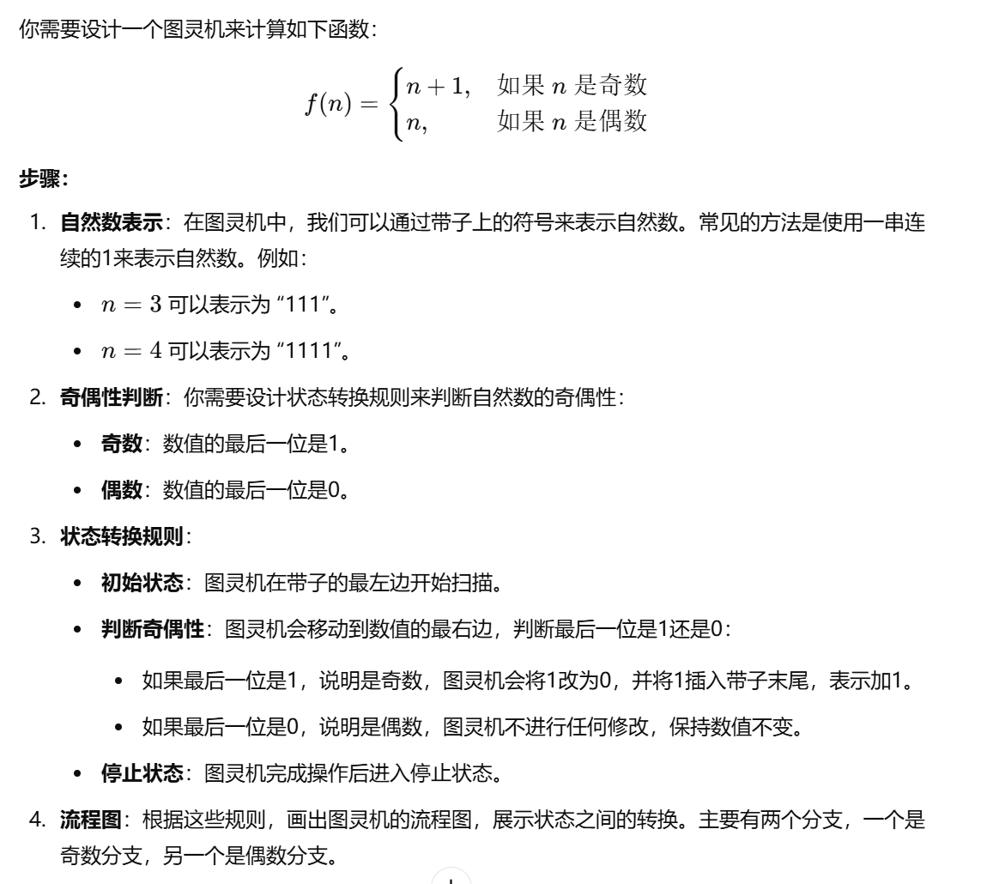 你需要设计一个图灵机来计算如下函数：
f(n) = { n + 1, 如果 n 是奇数
n, 如果 n 是偶数
步骤：
1. 自然数表示：在图灵机中，我们可以通过带子上的符号来表示自然数。常见的方法是使用一串连
续的1来表示自然数。例如：
• n = 3 可以表示为 “111”。
• n = 4 可以表示为 “1111”。
2. 奇偶性判断：你需要设计状态转换规则来判断自然数的奇偶性：
• 奇数：数值的最后一位是1。
• 偶数：数值的最后一位是0。
3. 状态转换规则：
• 初始状态：图灵机在带子的最左边开始扫描。
• 判断奇偶性：图灵机会移动到数值的最右边，判断最后一位是1还是0：
• 如果最后一位是1，说明是奇数，图灵机会将1改为0，并将1插入带子末尾，表示加1。
• 如果最后一位是0，说明是偶数，图灵机不进行任何修改，保持数值不变。
• 停止状态：图灵机完成操作后进入停止状态。
4. 流程图：根据这些规则，画出图灵机的流程图，展示状态之间的转换。主要有两个分支，一个是
奇数分支，另一个是偶数分支。